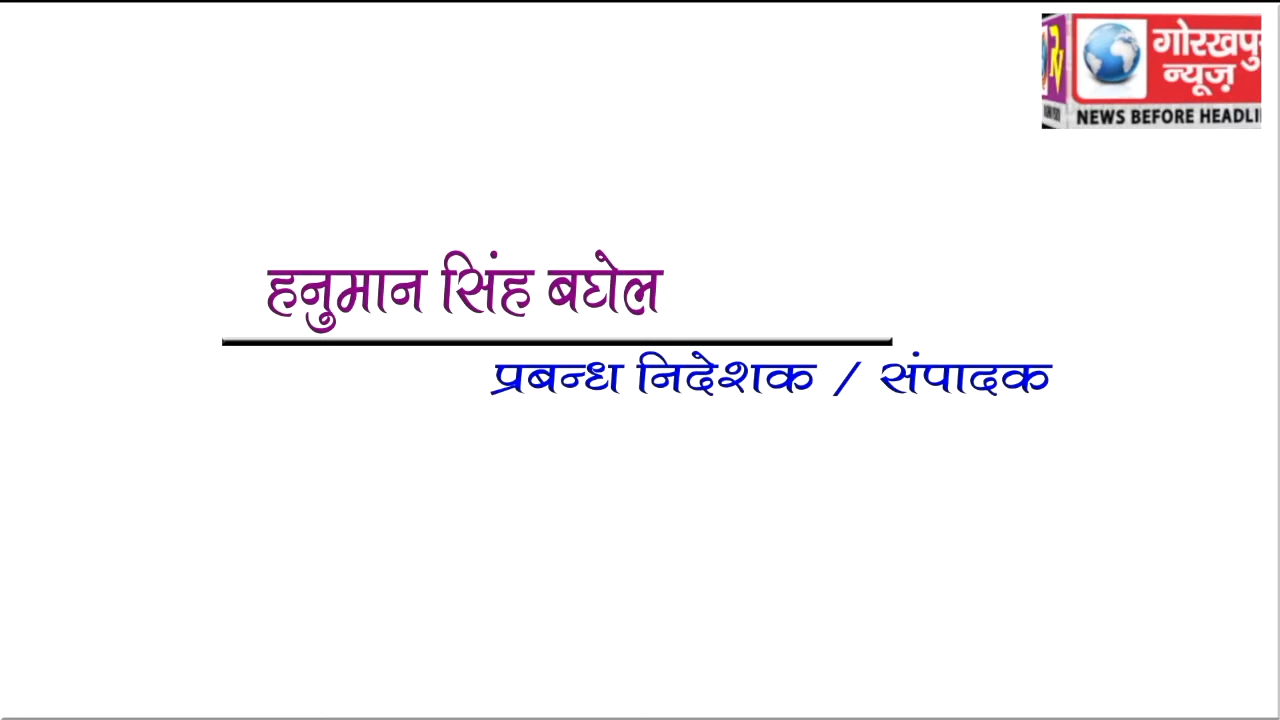 गोरखपु
न्यूज़
NEWS BEFORE HEADLI
हनुमान सिंह बघेल
प्रबन्ध निदेशक / संपादक